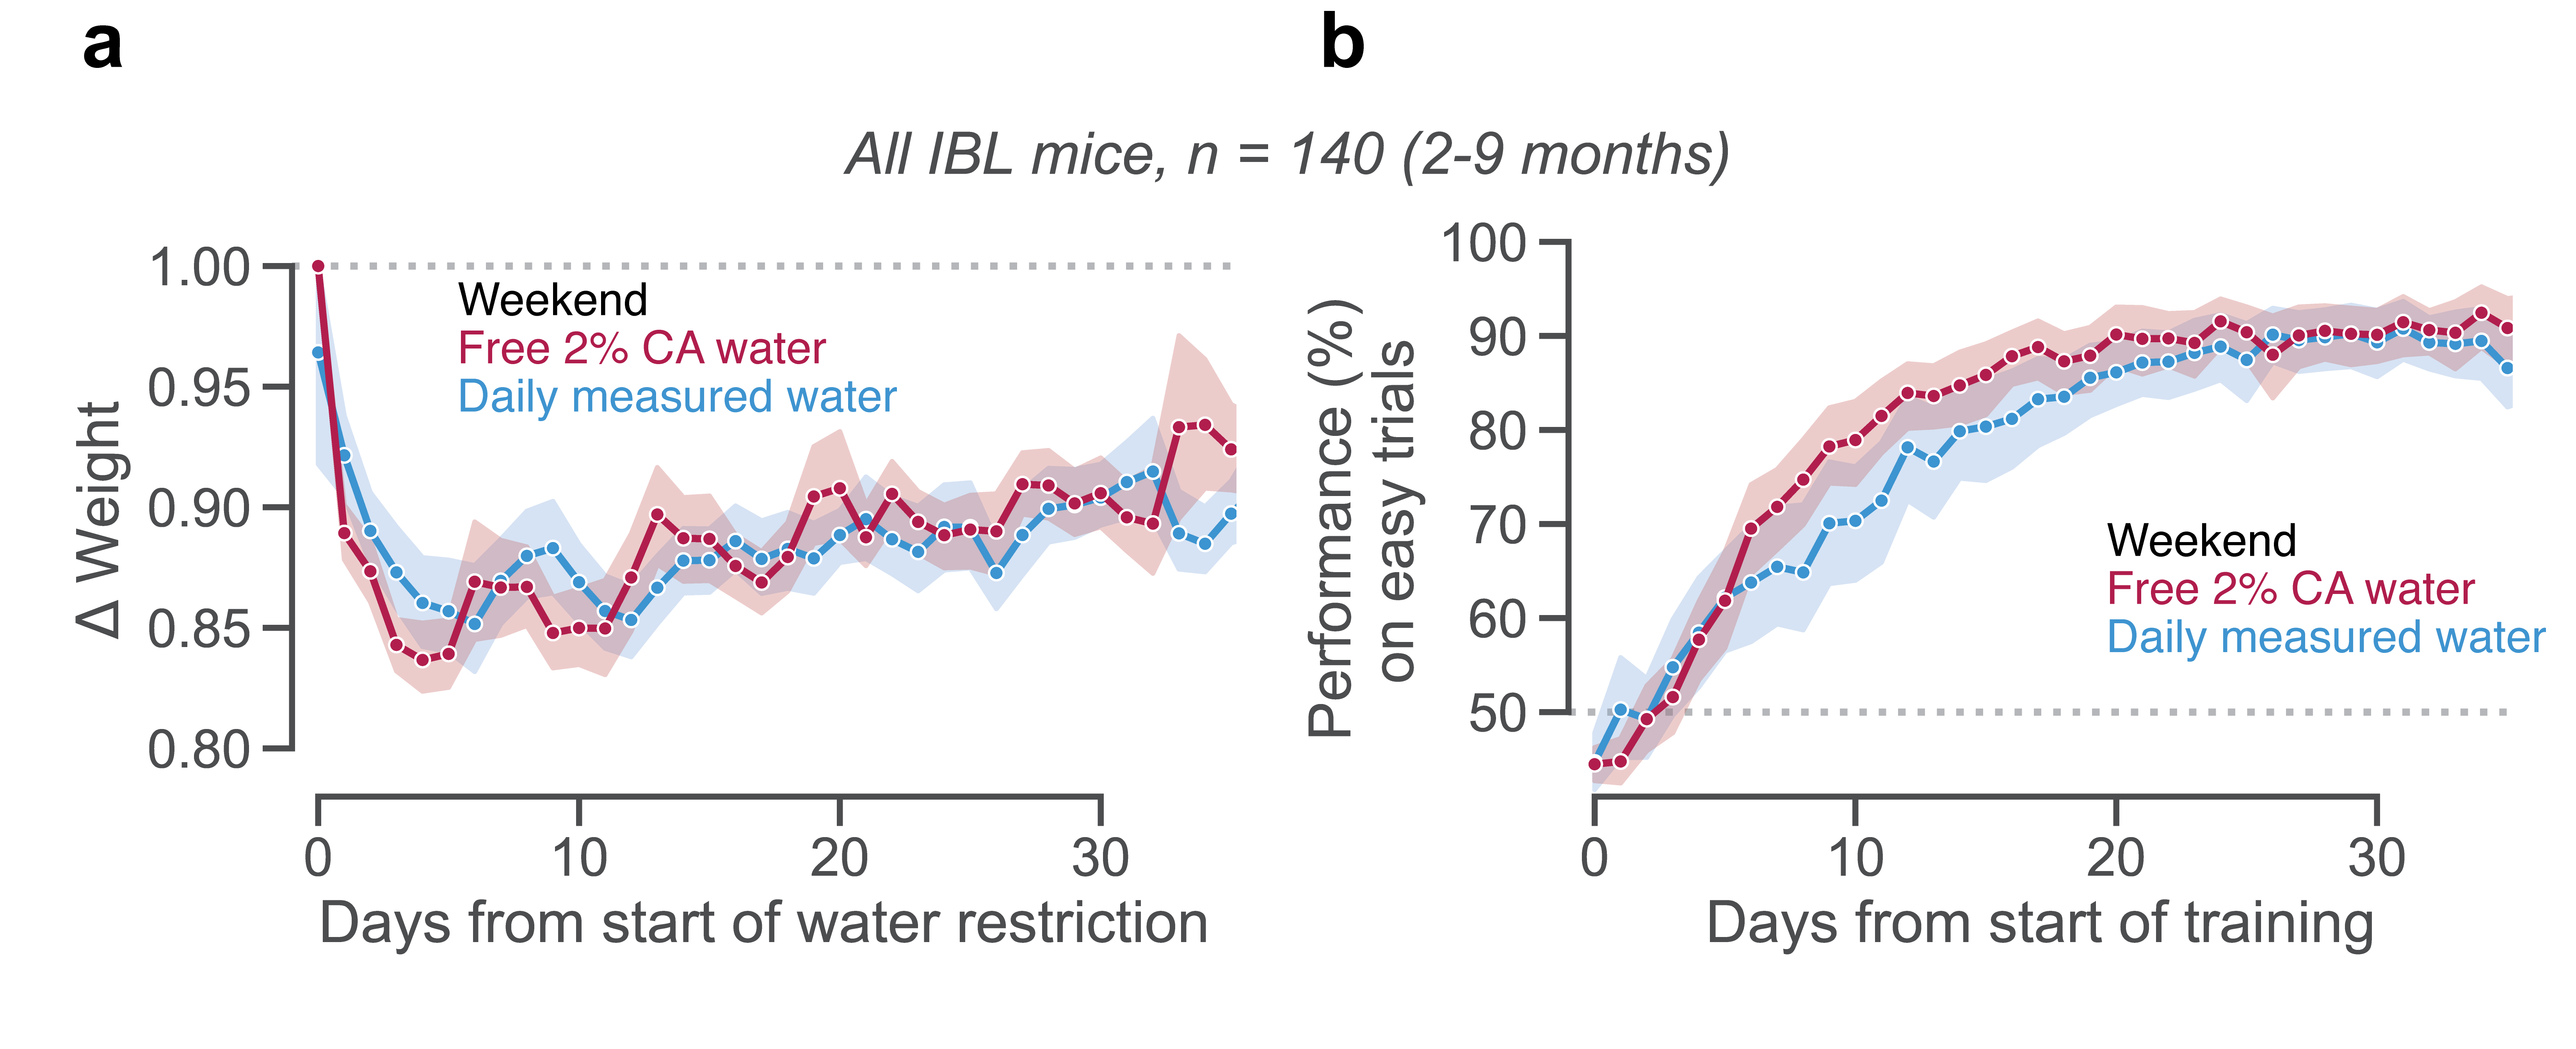 a
b
All IBL mice, n = 140 (2-9 months)
1.00
0.95
0.90
0.85
0.80
Δ Weight
Weekend
Free 2% CA water
Daily measured water
0
10
20
30
Days from start of water restriction
100
90
80
70
60
50
Performance (%)
on easy trials
Weekend
Free 2% CA water
Daily measured water
0
10
20
30
Days from start of training